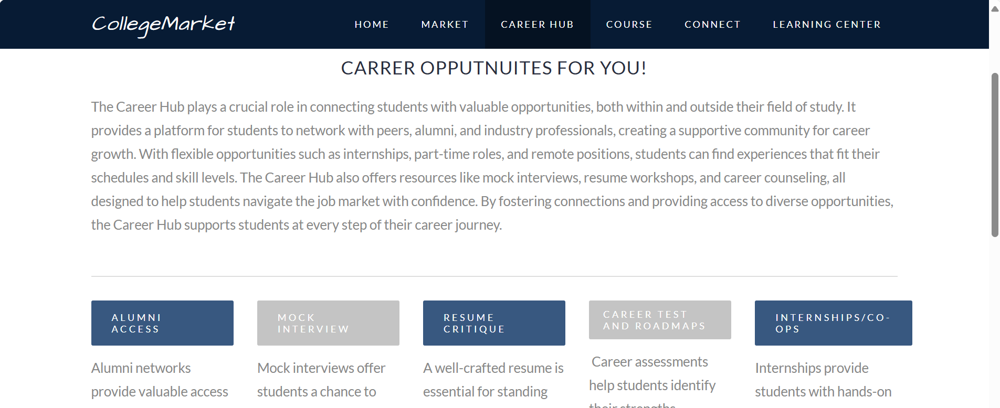 CollegeMarket
HOME MARKET CAREER HUB COURSE CONNECT LEARNING CENTER
CARRER OPPUTNUITES FOR YOU!
The Career Hub plays a crucial role in connecting students with valuable opportunities, both within and outside their field of study. It
provides a platform for students to network with peers, alumni, and industry professionals, creating a supportive community for career
growth. With flexible opportunities such as internships, part-time roles, and remote positions, students can find experiences that fit their
schedules and skill levels. The Career Hub also offers resources like mock interviews, resume workshops, and career counseling, all
designed to help students navigate the job market with confidence. By fostering connections and providing access to diverse opportunities,
the Career Hub supports students at every step of their career journey.
ALUMNI
ACCESS
Alumni networks
provide valuable access
MOCK
INTERVIEW
Mock interviews offer
students a chance to
RESUME
CRITIQUE
A well-crafted resume is
essential for standing
CAREER TEST
AND ROADMAPS
Career assessments
help students identify
their strengths
INTERNSHIPS/CO-
OPS
Internships provide
students with hands-on